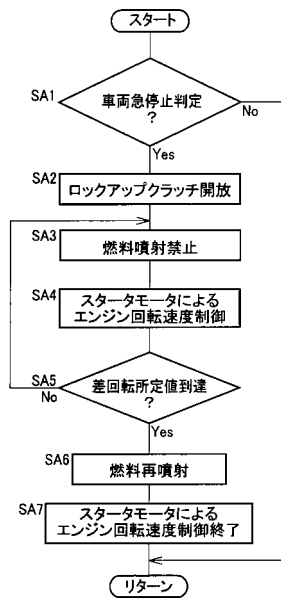 スタート
SA1
車両急停止判定
?
No
Yes
SA2
ロックアップクラッチ開放
SA3
燃料噴射禁止
SA4
スタータモータによる
エンジン回転速度制御
SA5
差回転所定値到達
?
No
Yes
SA6
燃料再噴射
SA7
スタータモータによる
エンジン回転速度制御終了
リターン